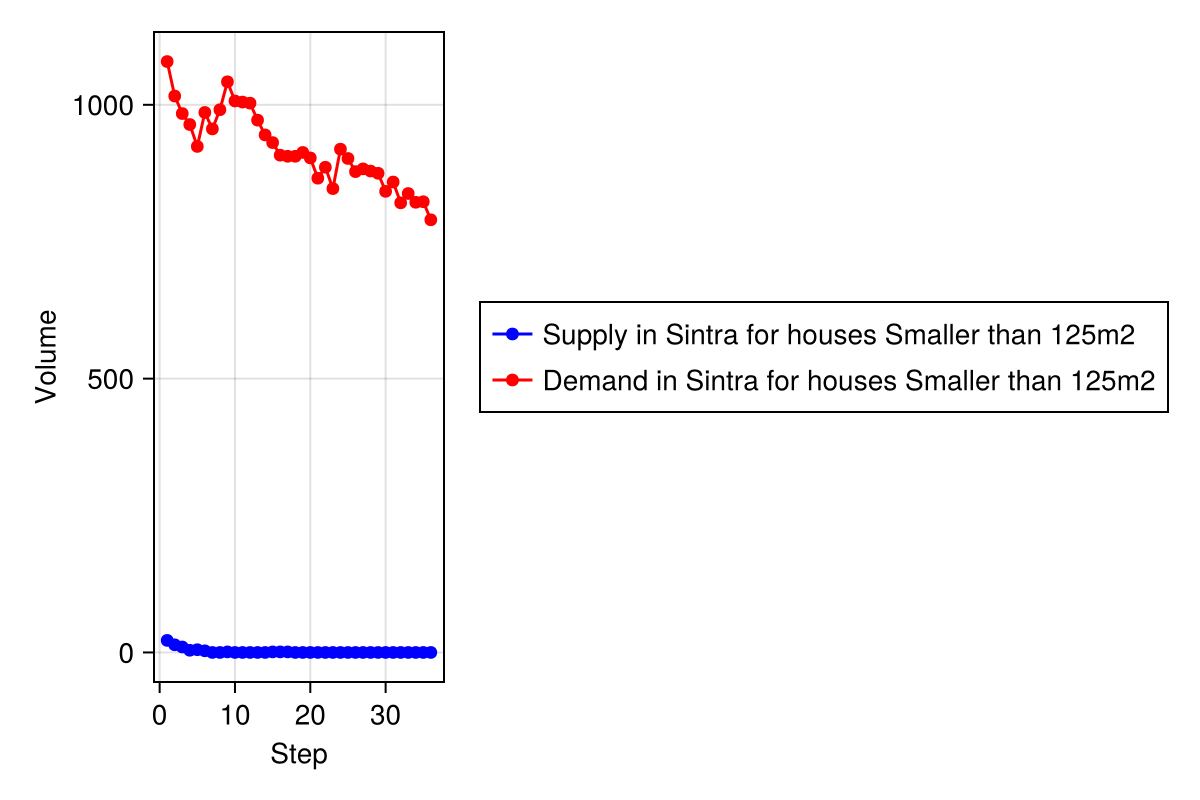 Volume
1000
500
0
0 10 20 30
Step
Supply in Sintra for houses Smaller than 125m2
Demand in Sintra for houses Smaller than 125m2